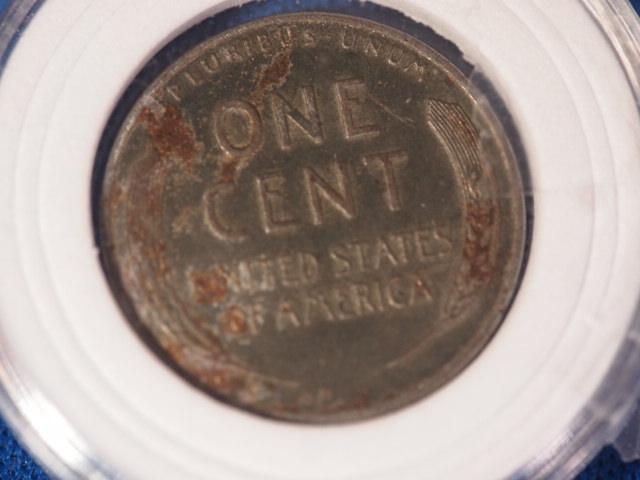 PLURIBUS UNUM
ONE
CENT
UNITED STATES
OF AMERICA